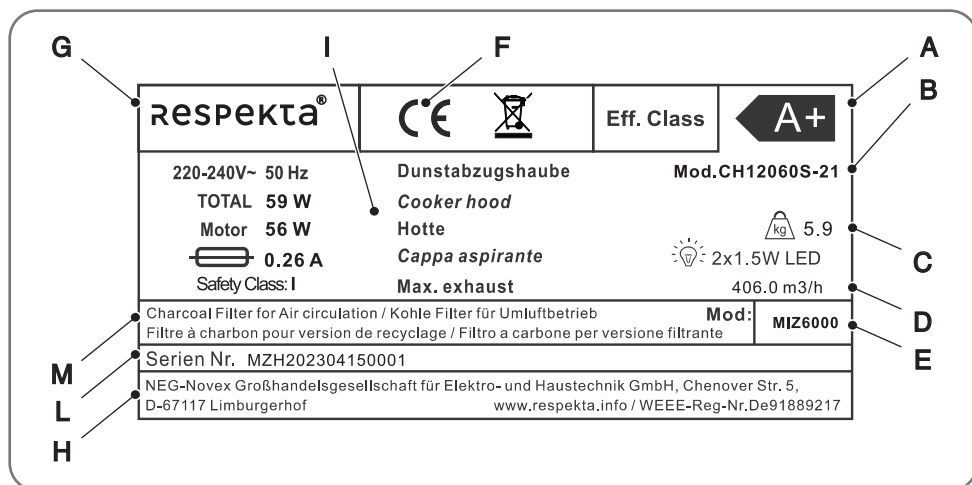 G
I
F
A
B
Respekta®
CE
Eff. Class
A+
220-240V~ 50 Hz
Dunstabzugshaube
Mod.CH12060S-21
TOTAL 59 W
Cooker hood
Motor 56 W
Hotte
kg 5.9
C
0.26 A
Cappa aspirante
2x1.5W LED
Safety Class: I
Max. exhaust
406.0 m3/h
D
M
Charcoal Filter for Air circulation / Kohle Filter für Umluftbetrieb
Filtre à charbon pour version de recyclage / Filtro a carbone per versione filtrante
Mod:
MIZ6000
E
L
Serien Nr. MZH202304150001
H
NEG-Novex Großhandelsgesellschaft für Elektro- und Haustechnik GmbH, Chenover Str. 5,
D-67117 Limburgerhof www.respekta.info / WEEE-Reg-Nr.De91889217